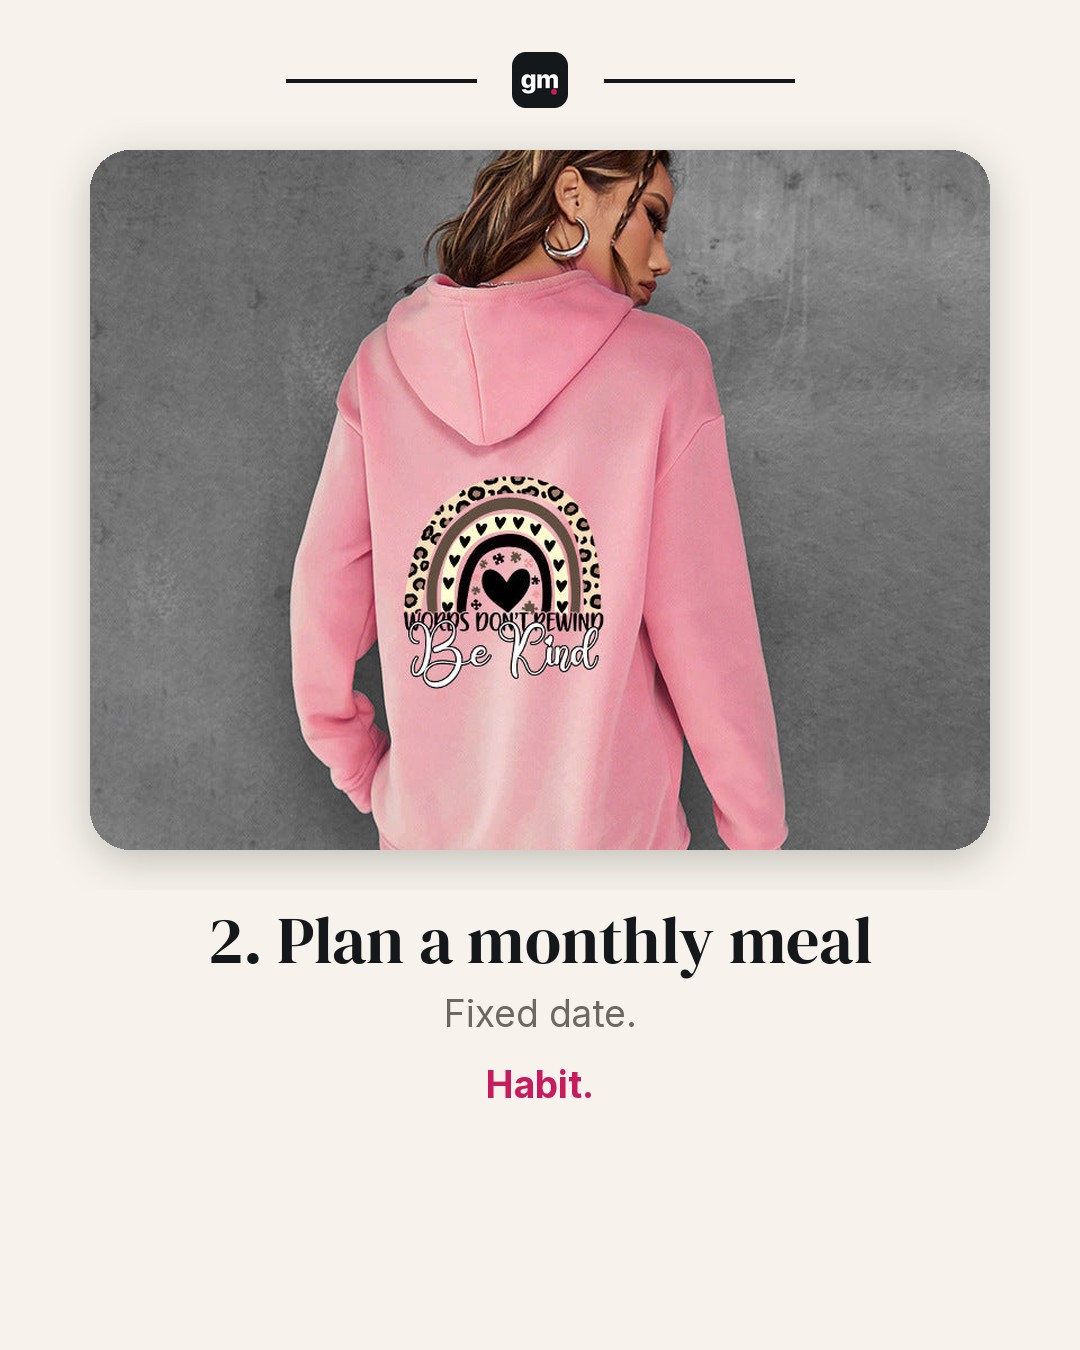 gm.
WORDS DON'T REWIND
Be Kind
2. Plan a monthly meal
Fixed date.
Habit.